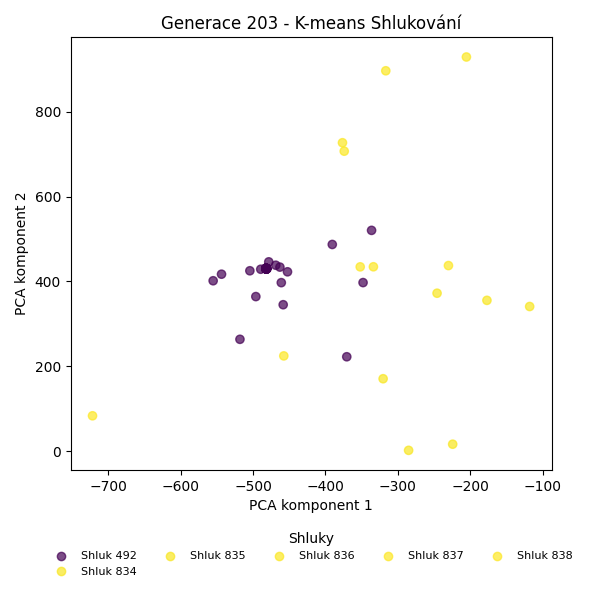 Generace 203 - K-means Shlukování
PCA komponent 2
800
600
400
200
0
−700 −600 −500 −400 −300 −200 −100
PCA komponent 1
Shluky
Shluk 492 Shluk 835 Shluk 836 Shluk 837 Shluk 838
Shluk 834